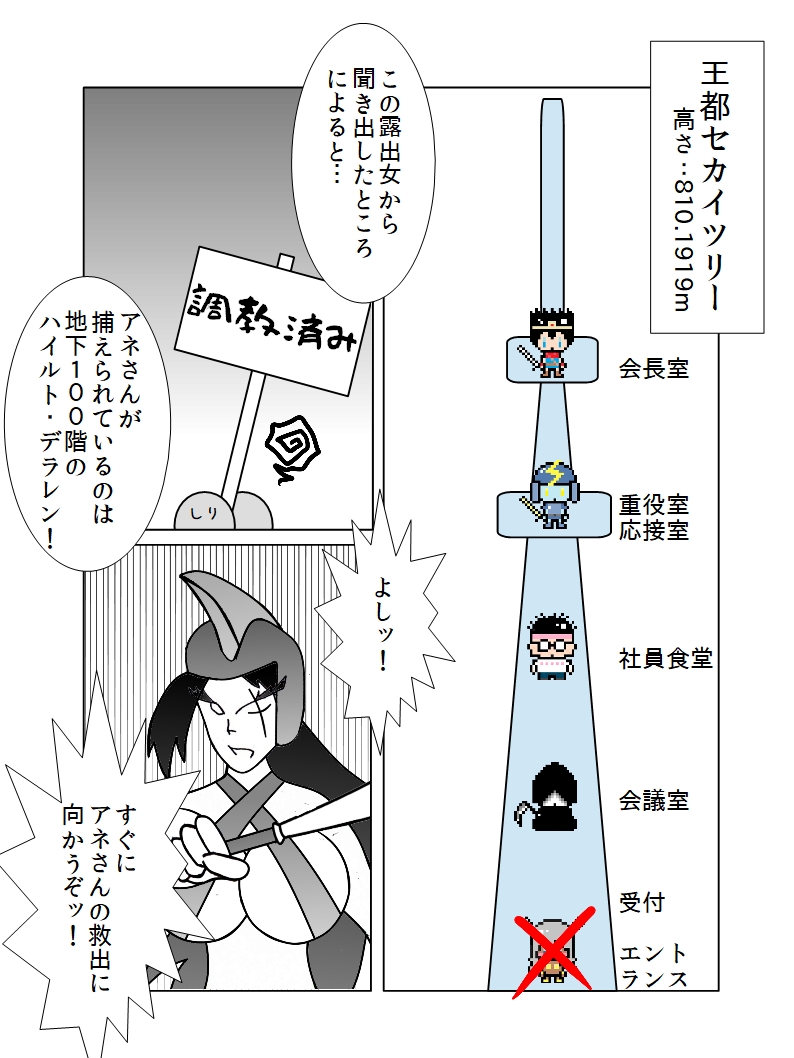 王都セカイツリー
高さ‥810.1919m
会長室
重役室
応接室
社員食堂
会議室
受付
エント
ランス
この露出女から
聞き出したところ
によると…
調教済み
しり
アネさんが
捕えられているのは
地下100階の
ハイルト・デラレン！
よしッ！
すぐに
アネさんの救出に
向かうぞッ！